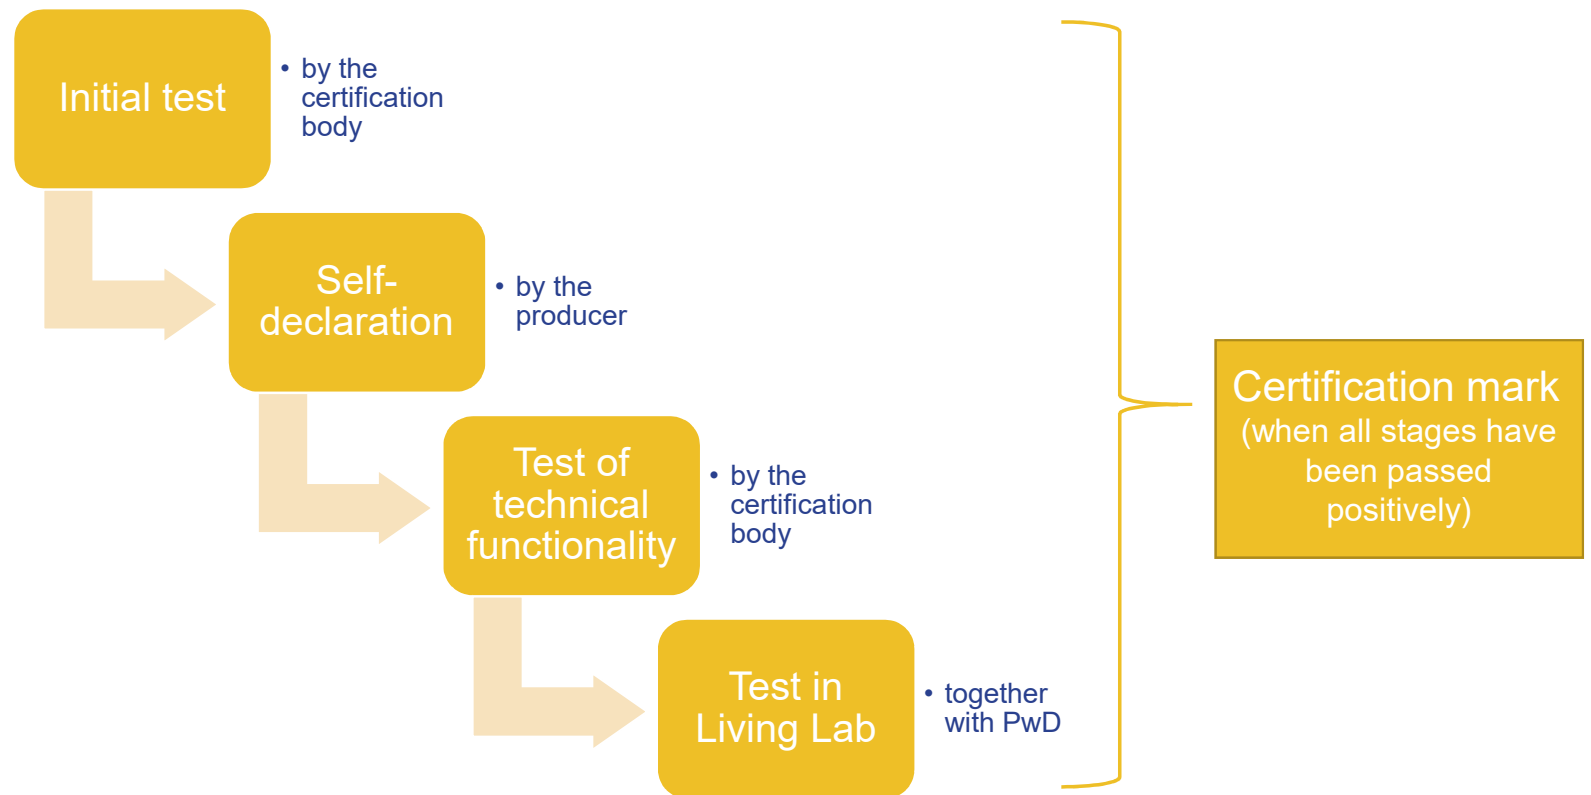 Initial test
• by the
certification
body
Self-
declaration
• by the
producer
Test of
technical
functionality
• by the
certification
body
Test in
Living Lab
• together
with PwD
Certification mark
(when all stages have
been passed
positively)